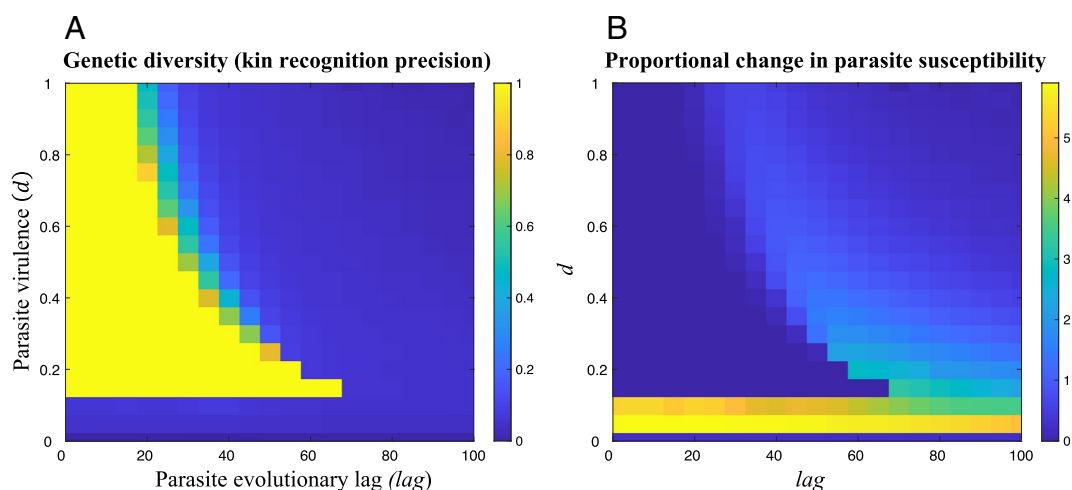 A
Genetic diversity (kin recognition precision)
1
0.8
0.6
0.4
0.2
0
0 20 40 60 80 100
Parasite virulence (d)
Parasite evolutionary lag (lag)
1
0.8
0.6
0.4
0.2
0
B
Proportional change in parasite susceptibility
1
0.8
0.6
0.4
0.2
0
0 20 40 60 80 100
d
lag
5
4
3
2
1
0